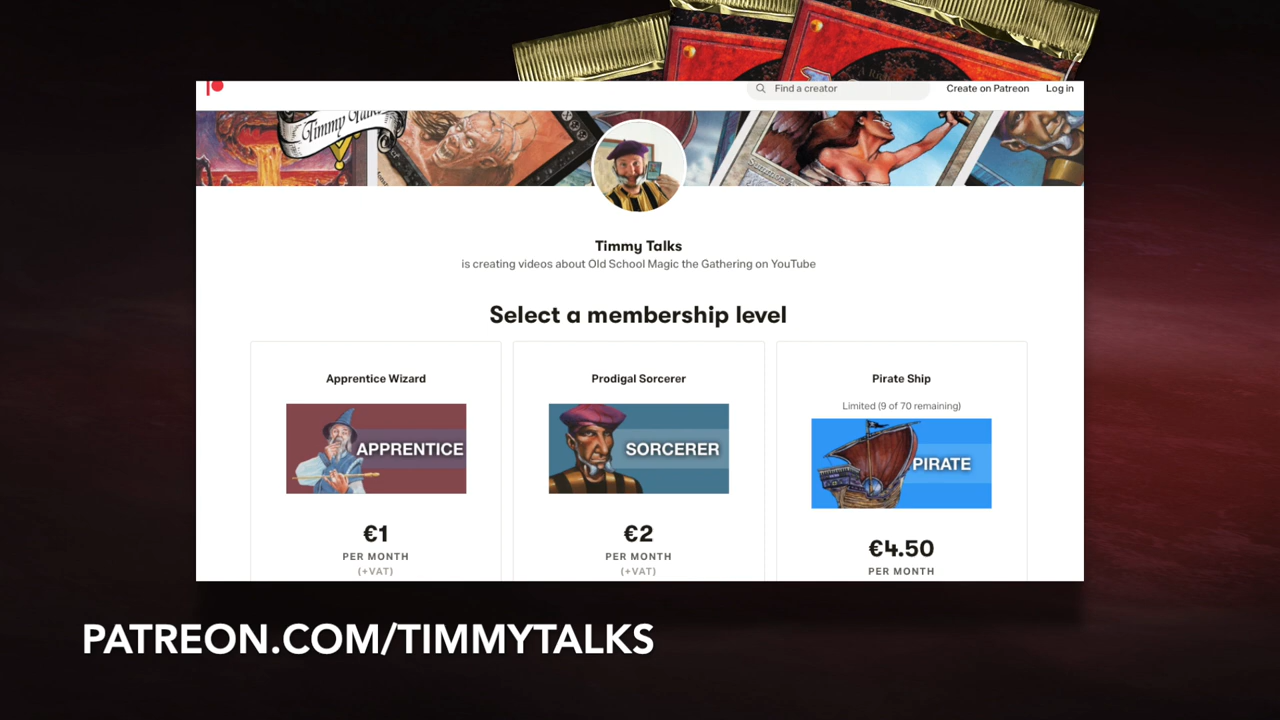 Find a creator
Create on Patreon
Log in
Timmy Talks
Timmy Talks
is creating videos about Old School Magic the Gathering on YouTube
Select a membership level
Apprentice Wizard
Prodigal Sorcerer
Pirate Ship
Limited (9 of 70 remaining)
APPRENTICE
SORCERER
PIRATE
€1
€2
€4.50
PER MONTH
PER MONTH
PER MONTH
(+VAT)
(+VAT)
PATREON.COM/TIMMYTALKS